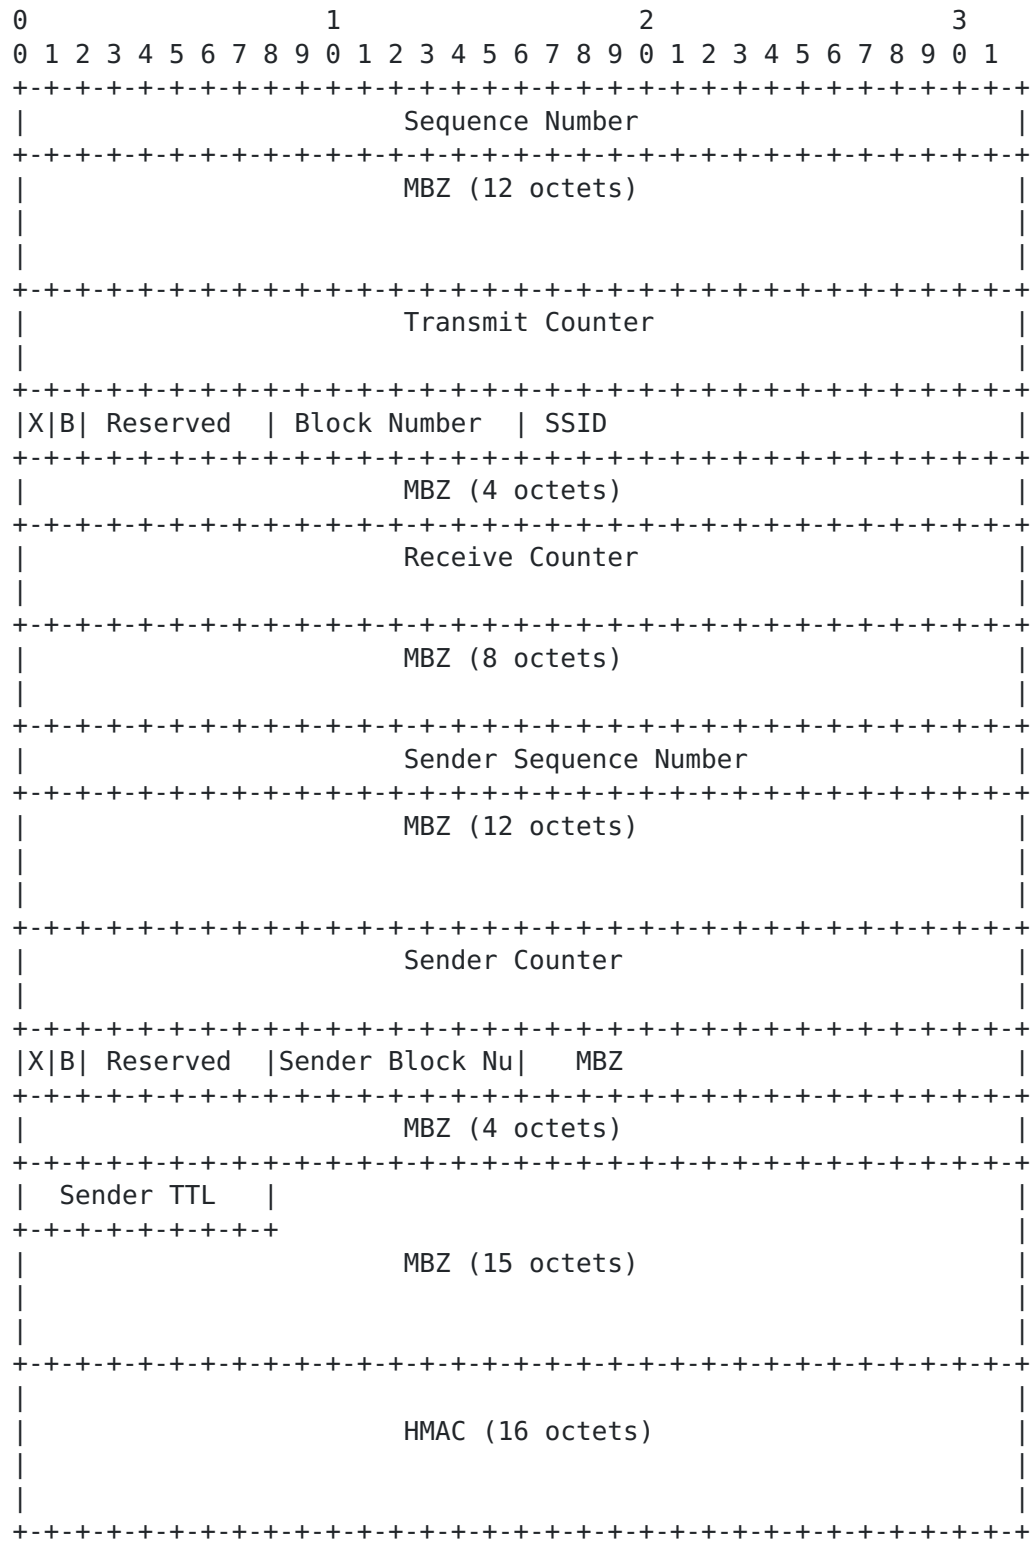 0                   1                   2                   3
0 1 2 3 4 5 6 7 8 9 0 1 2 3 4 5 6 7 8 9 0 1 2 3 4 5 6 7 8 9 0 1
+-+-+-+-+-+-+-+-+-+-+-+-+-+-+-+-+-+-+-+-+-+-+-+-+-+-+-+-+-+-+-+-+
|                        Sequence Number                        |
+-+-+-+-+-+-+-+-+-+-+-+-+-+-+-+-+-+-+-+-+-+-+-+-+-+-+-+-+-+-+-+-+
|                        MBZ (12 octets)                        |
|                                                               |
|                                                               |
+-+-+-+-+-+-+-+-+-+-+-+-+-+-+-+-+-+-+-+-+-+-+-+-+-+-+-+-+-+-+-+-+
|                        Transmit Counter                       |
|                                                               |
+-+-+-+-+-+-+-+-+-+-+-+-+-+-+-+-+-+-+-+-+-+-+-+-+-+-+-+-+-+-+-+-+
|X|B| Reserved  | Block Number  | SSID                          |
+-+-+-+-+-+-+-+-+-+-+-+-+-+-+-+-+-+-+-+-+-+-+-+-+-+-+-+-+-+-+-+-+
|                        MBZ (4 octets)                         |
+-+-+-+-+-+-+-+-+-+-+-+-+-+-+-+-+-+-+-+-+-+-+-+-+-+-+-+-+-+-+-+-+
|                        Receive Counter                        |
|                                                               |
+-+-+-+-+-+-+-+-+-+-+-+-+-+-+-+-+-+-+-+-+-+-+-+-+-+-+-+-+-+-+-+-+
|                        MBZ (8 octets)                         |
|                                                               |
+-+-+-+-+-+-+-+-+-+-+-+-+-+-+-+-+-+-+-+-+-+-+-+-+-+-+-+-+-+-+-+-+
|                        Sender Sequence Number                 |
+-+-+-+-+-+-+-+-+-+-+-+-+-+-+-+-+-+-+-+-+-+-+-+-+-+-+-+-+-+-+-+-+
|                        MBZ (12 octets)                        |
|                                                               |
|                                                               |
+-+-+-+-+-+-+-+-+-+-+-+-+-+-+-+-+-+-+-+-+-+-+-+-+-+-+-+-+-+-+-+-+
|                        Sender Counter                         |
|                                                               |
+-+-+-+-+-+-+-+-+-+-+-+-+-+-+-+-+-+-+-+-+-+-+-+-+-+-+-+-+-+-+-+-+
|X|B| Reserved  |Sender Block Nu|   MBZ                         |
+-+-+-+-+-+-+-+-+-+-+-+-+-+-+-+-+-+-+-+-+-+-+-+-+-+-+-+-+-+-+-+-+
|                        MBZ (4 octets)                         |
+-+-+-+-+-+-+-+-+-+-+-+-+-+-+-+-+-+-+-+-+-+-+-+-+-+-+-+-+-+-+-+-+
|  Sender TTL   |                                               |
+-+-+-+-+-+-+-+-+                                               |
|                        MBZ (15 octets)                        |
|                                                               |
|                                                               |
+-+-+-+-+-+-+-+-+-+-+-+-+-+-+-+-+-+-+-+-+-+-+-+-+-+-+-+-+-+-+-+-+
|                                                               |
|                        HMAC (16 octets)                       |
|                                                               |
|                                                               |
+-+-+-+-+-+-+-+-+-+-+-+-+-+-+-+-+-+-+-+-+-+-+-+-+-+-+-+-+-+-+-+-+